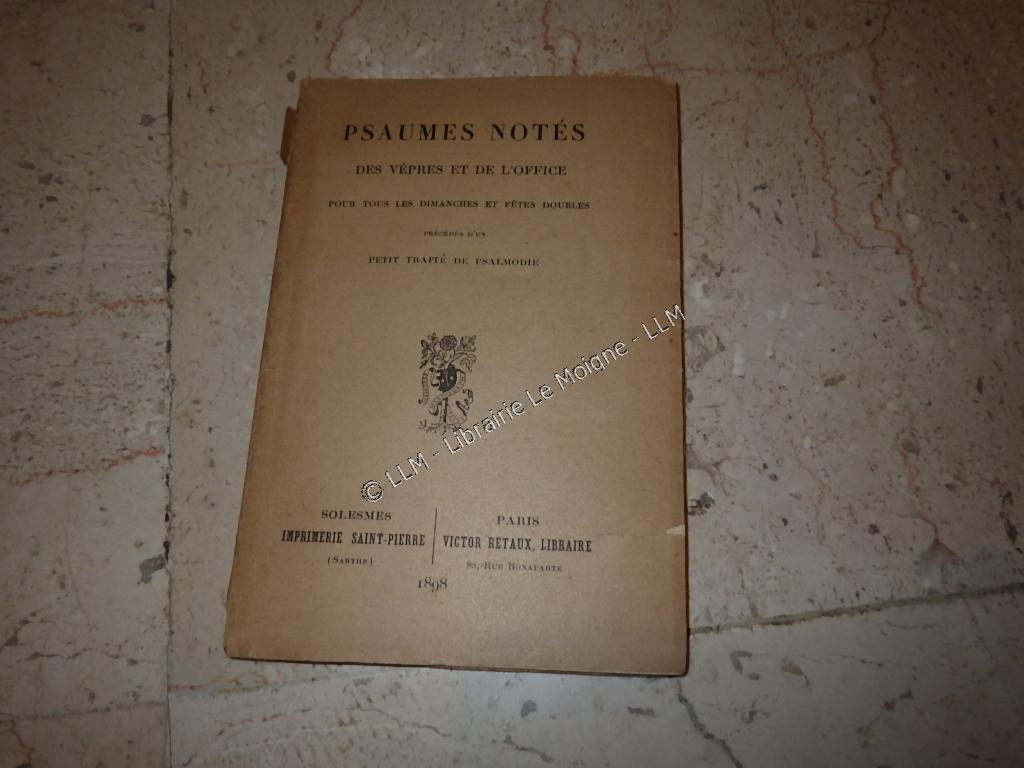 PSAUMES NOTÉS
DES VÊPRES ET DE L'OFFICE
POUR TOUS LES DIMANCHES ET FÊTES DOUBLES
PRÉCÉDÉS D'UN
PETIT TRAITÉ DE PSALMODIE
© LLM - Librairie Le Moigne - LLM
SOLESMES
IMPRIMERIE SAINT-PIERRE
(SARTHE)
PARIS
VICTOR RETAUX, LIBRAIRE
82, RUE BONAPARTE
1898